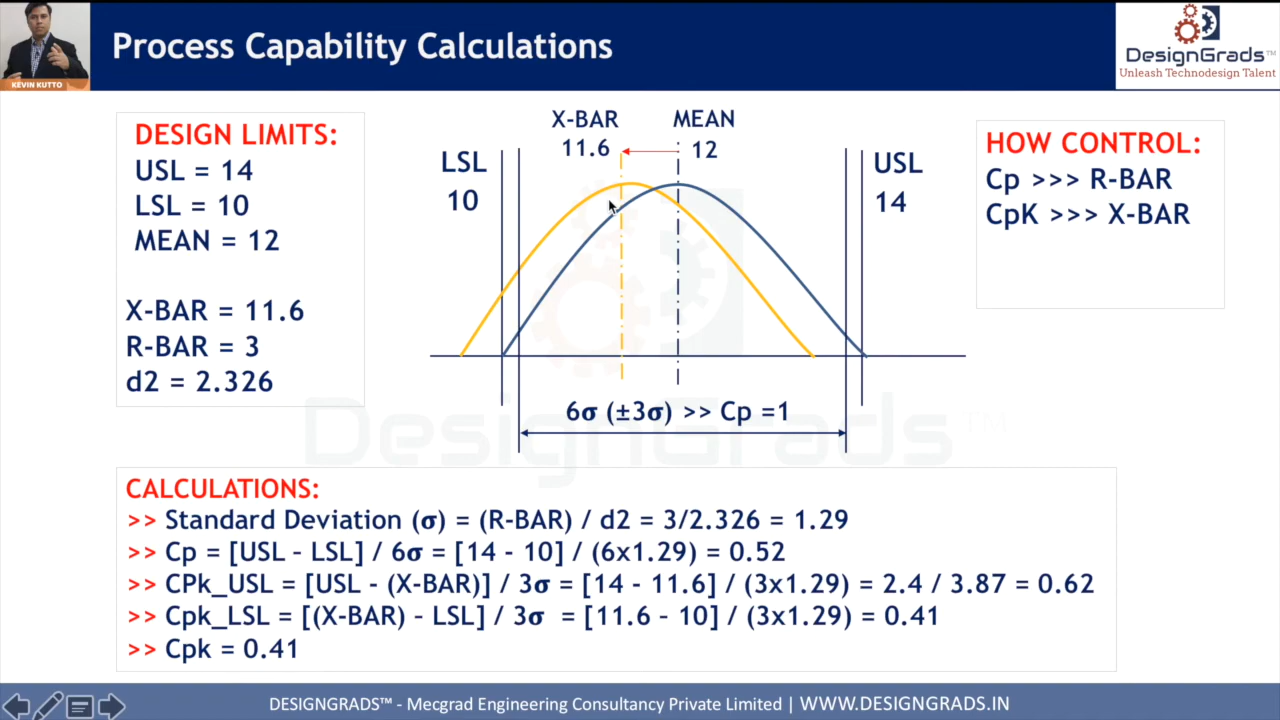 KEVIN KUTTO
Process Capability Calculations
DesignGrads™
Unleash Technodesign Talent
DESIGN LIMITS:
USL = 14
LSL = 10
MEAN = 12
X-BAR = 11.6
R-BAR = 3
d2 = 2.326
X-BAR
11.6
MEAN
12
LSL
10
USL
14
6σ (±3σ) >> Cp =1
HOW CONTROL:
Cp >>> R-BAR
CpK >>> X-BAR
DesignGrads™
CALCULATIONS:
>> Standard Deviation (σ) = (R-BAR) / d2 = 3/2.326 = 1.29
>> Cp = [USL – LSL] / 6σ = [14 - 10] / (6x1.29) = 0.52
>> CPk_USL = [USL - (X-BAR)] / 3σ = [14 - 11.6] / (3x1.29) = 2.4 / 3.87 = 0.62
>> Cpk_LSL = [(X-BAR) – LSL] / 3σ = [11.6 – 10] / (3x1.29) = 0.41
>> Cpk = 0.41
DESIGNGRADS™ - Mecgrad Engineering Consultancy Private Limited | WWW.DESIGNGRADS.IN